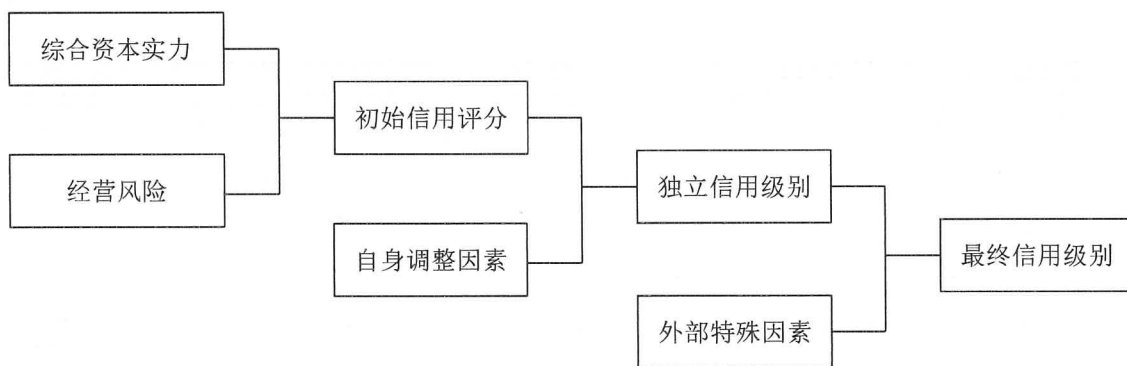 综合资本实力
经营风险
初始信用评分
自身调整因素
独立信用级别
外部特殊因素
最终信用级别